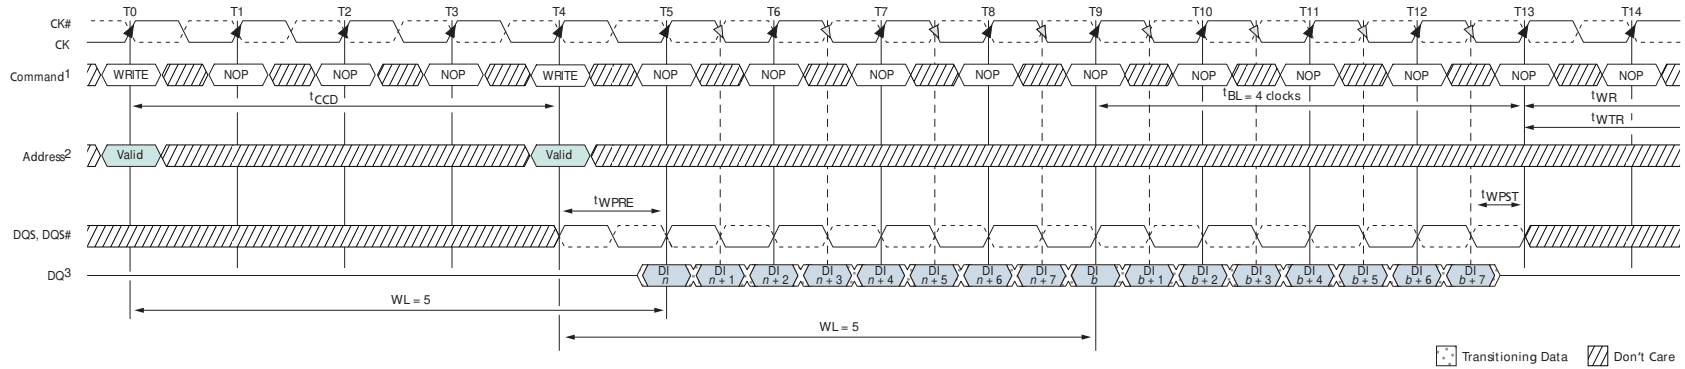 T0 T1 T2 T3 T4 T5 T6 T7 T8 T9 T10 T11 T12 T13 T14
CK#
CK
Command1 WRITE NOP NOP NOP WRITE NOP NOP NOP NOP NOP NOP NOP NOP NOP NOP
tCCD tBL = 4 clocks tWR
tWTR
Address2 Valid Valid
tWPRE tWPST
DQS, DQS#
DQ3 DI n DI n + 1 DI n + 2 DI n + 3 DI n + 4 DI n + 5 DI n + 6 DI n + 7 DI b DI b + 1 DI b + 2 DI b + 3 DI b + 4 DI b + 5 DI b + 6 DI b + 7
WL = 5
WL = 5
Transitioning Data Don't Care